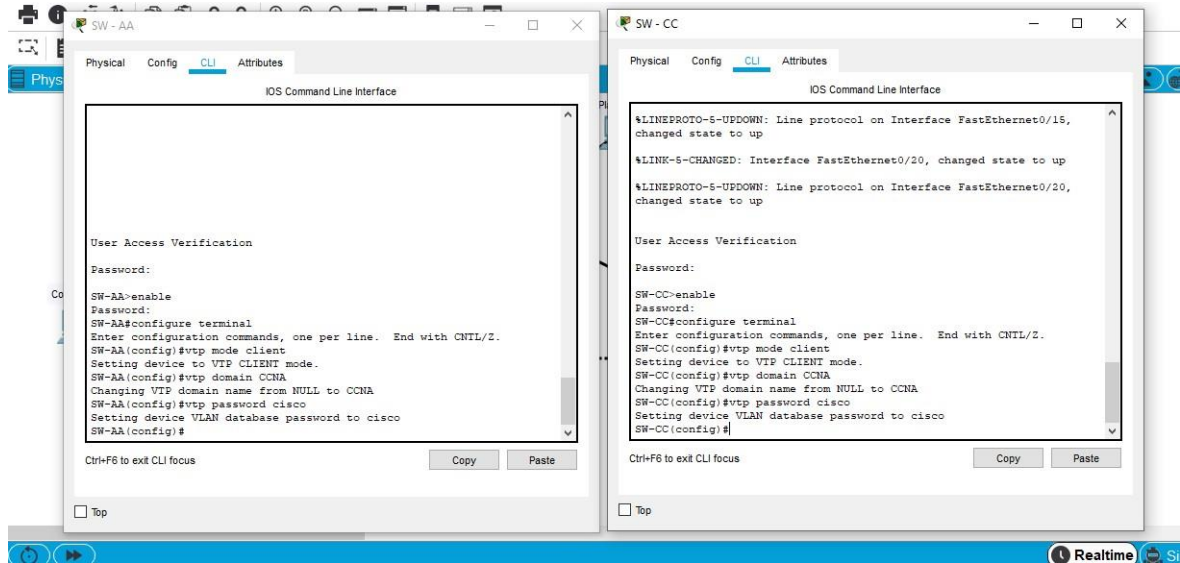 SW - AA
Physical Config CLI Attributes
IOS Command Line Interface
User Access Verification
Password:
SW-AA>enable
Password:
SW-AA#configure terminal
Enter configuration commands, one per line.  End with CNTL/Z.
SW-AA(config)#vtp mode client
Setting device to VTP CLIENT mode.
SW-AA(config)#vtp domain CCNA
Changing VTP domain name from NULL to CCNA
SW-AA(config)#vtp password cisco
Setting device VLAN database password to cisco
SW-AA(config)#
Ctrl+F6 to exit CLI focus
Copy Paste
Top
SW - CC
Physical Config CLI Attributes
IOS Command Line Interface
%LINEPROTO-5-UPDOWN: Line protocol on Interface FastEthernet0/15,
changed state to up
%LINK-5-CHANGED: Interface FastEthernet0/20, changed state to up
%LINEPROTO-5-UPDOWN: Line protocol on Interface FastEthernet0/20,
changed state to up
User Access Verification
Password:
SW-CC>enable
Password:
SW-CC#configure terminal
Enter configuration commands, one per line.  End with CNTL/Z.
SW-CC(config)#vtp mode client
Setting device to VTP CLIENT mode.
SW-CC(config)#vtp domain CCNA
Changing VTP domain name from NULL to CCNA
SW-CC(config)#vtp password cisco
Setting device VLAN database password to cisco
SW-CC(config)#
Ctrl+F6 to exit CLI focus
Copy Paste
Top
Realtime